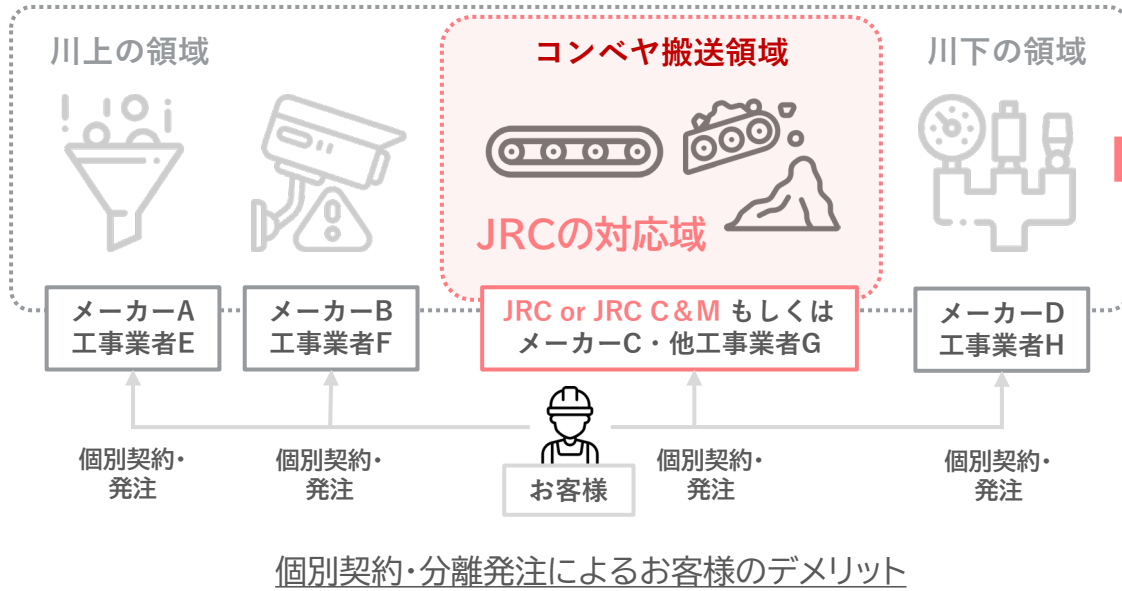 川上の領域
コンベヤ搬送領域
川下の領域
JRCの対応域
メーカーA
工事業者E
メーカーB
工事業者F
JRC or JRC C&M もしくは
メーカーC・他工事業者G
メーカーD
工事業者H
個別契約・
発注
個別契約・
発注
お客様
個別契約・
発注
個別契約・
発注
個別契約・分離発注によるお客様のデメリット